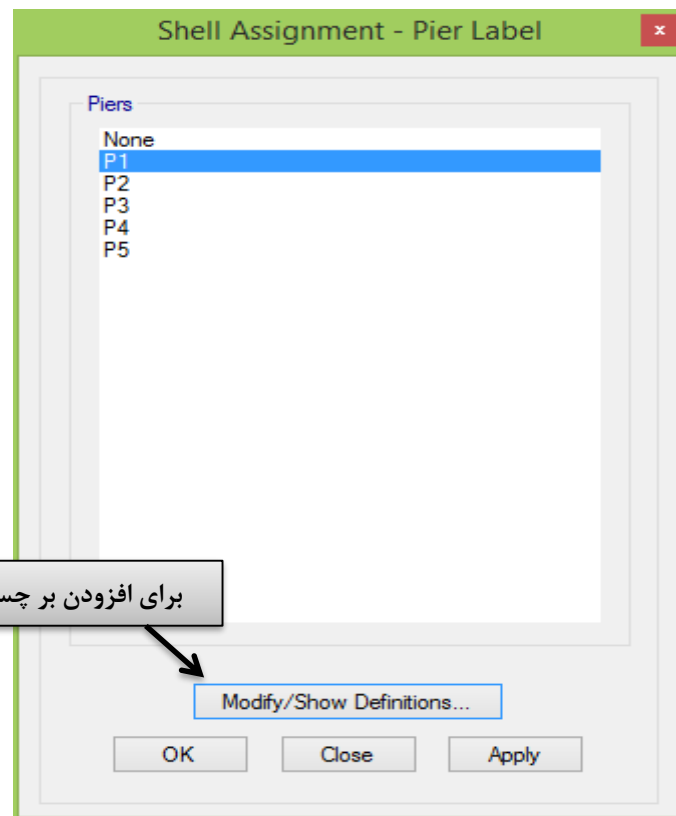 Shell Assignment - Pier Label
x
Piers
None
P1
P2
P3
P4
P5
برای افزودن بر
Modify/Show Definitions...
OK Close Apply